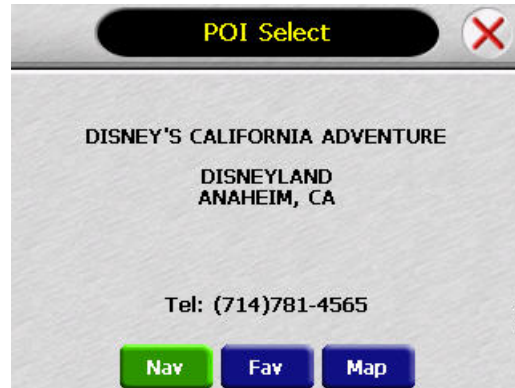 POI Select
DISNEY'S CALIFORNIA ADVENTURE
DISNEYLAND
ANAHEIM, CA
Tel: (714)781-4565
Nav Fav Map